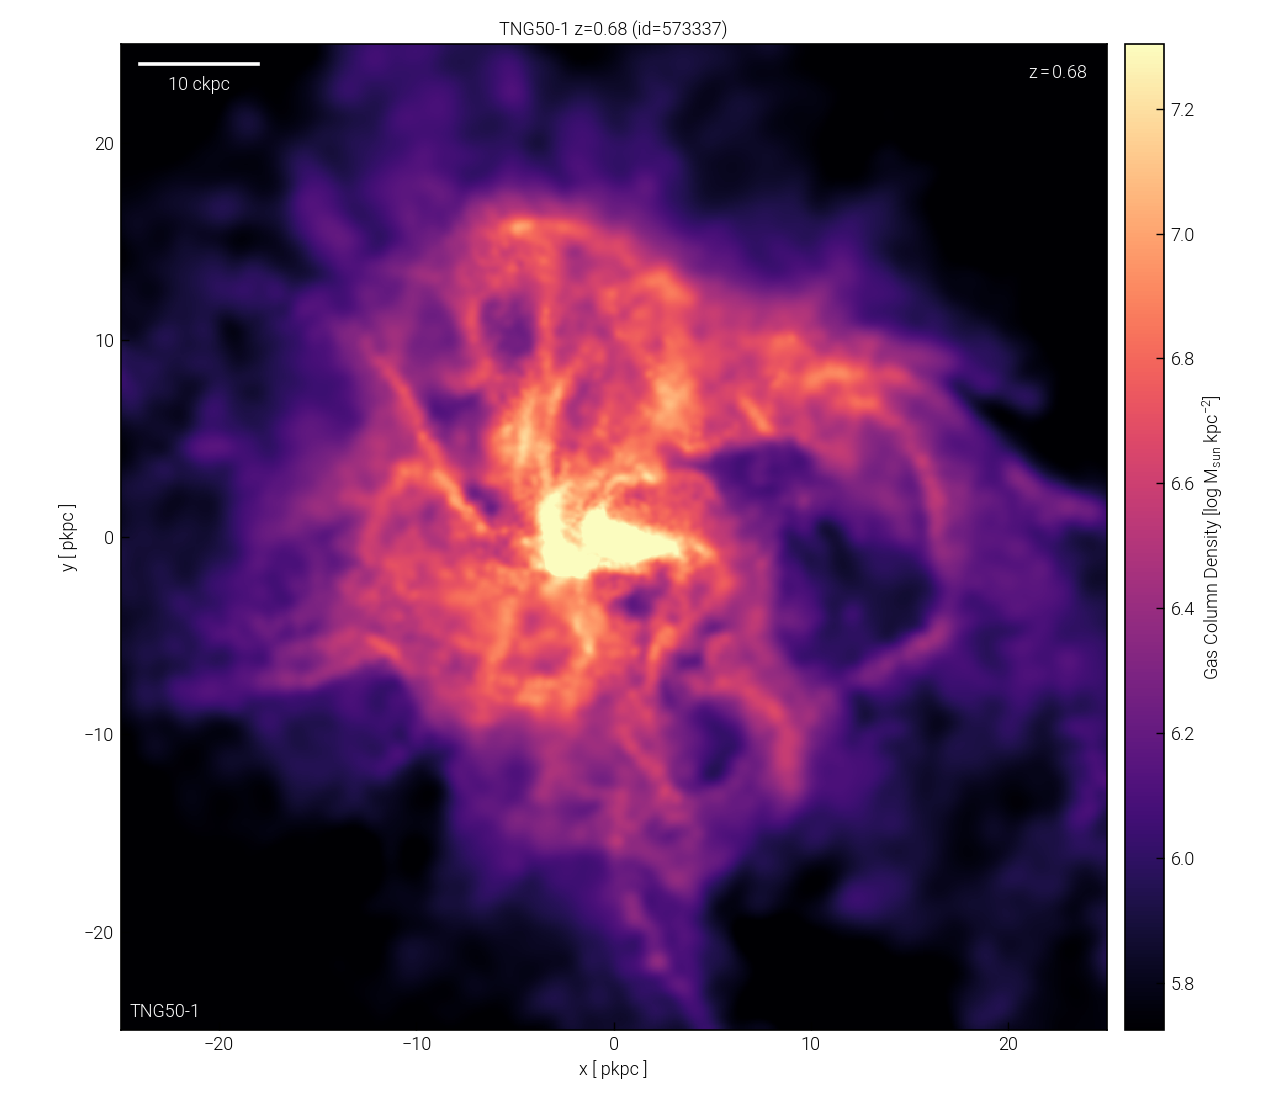 TNG50-1 z=0.68 (id=573337)
10 ckpc
z=0.68
TNG50-1
20
10
0
−10
−20
y [ pkpc ]
−20
−10
0
10
20
x [ pkpc ]
7.2
7.0
6.8
6.6
6.4
6.2
6.0
5.8
Gas Column Density [log M_sun kpc⁻²]